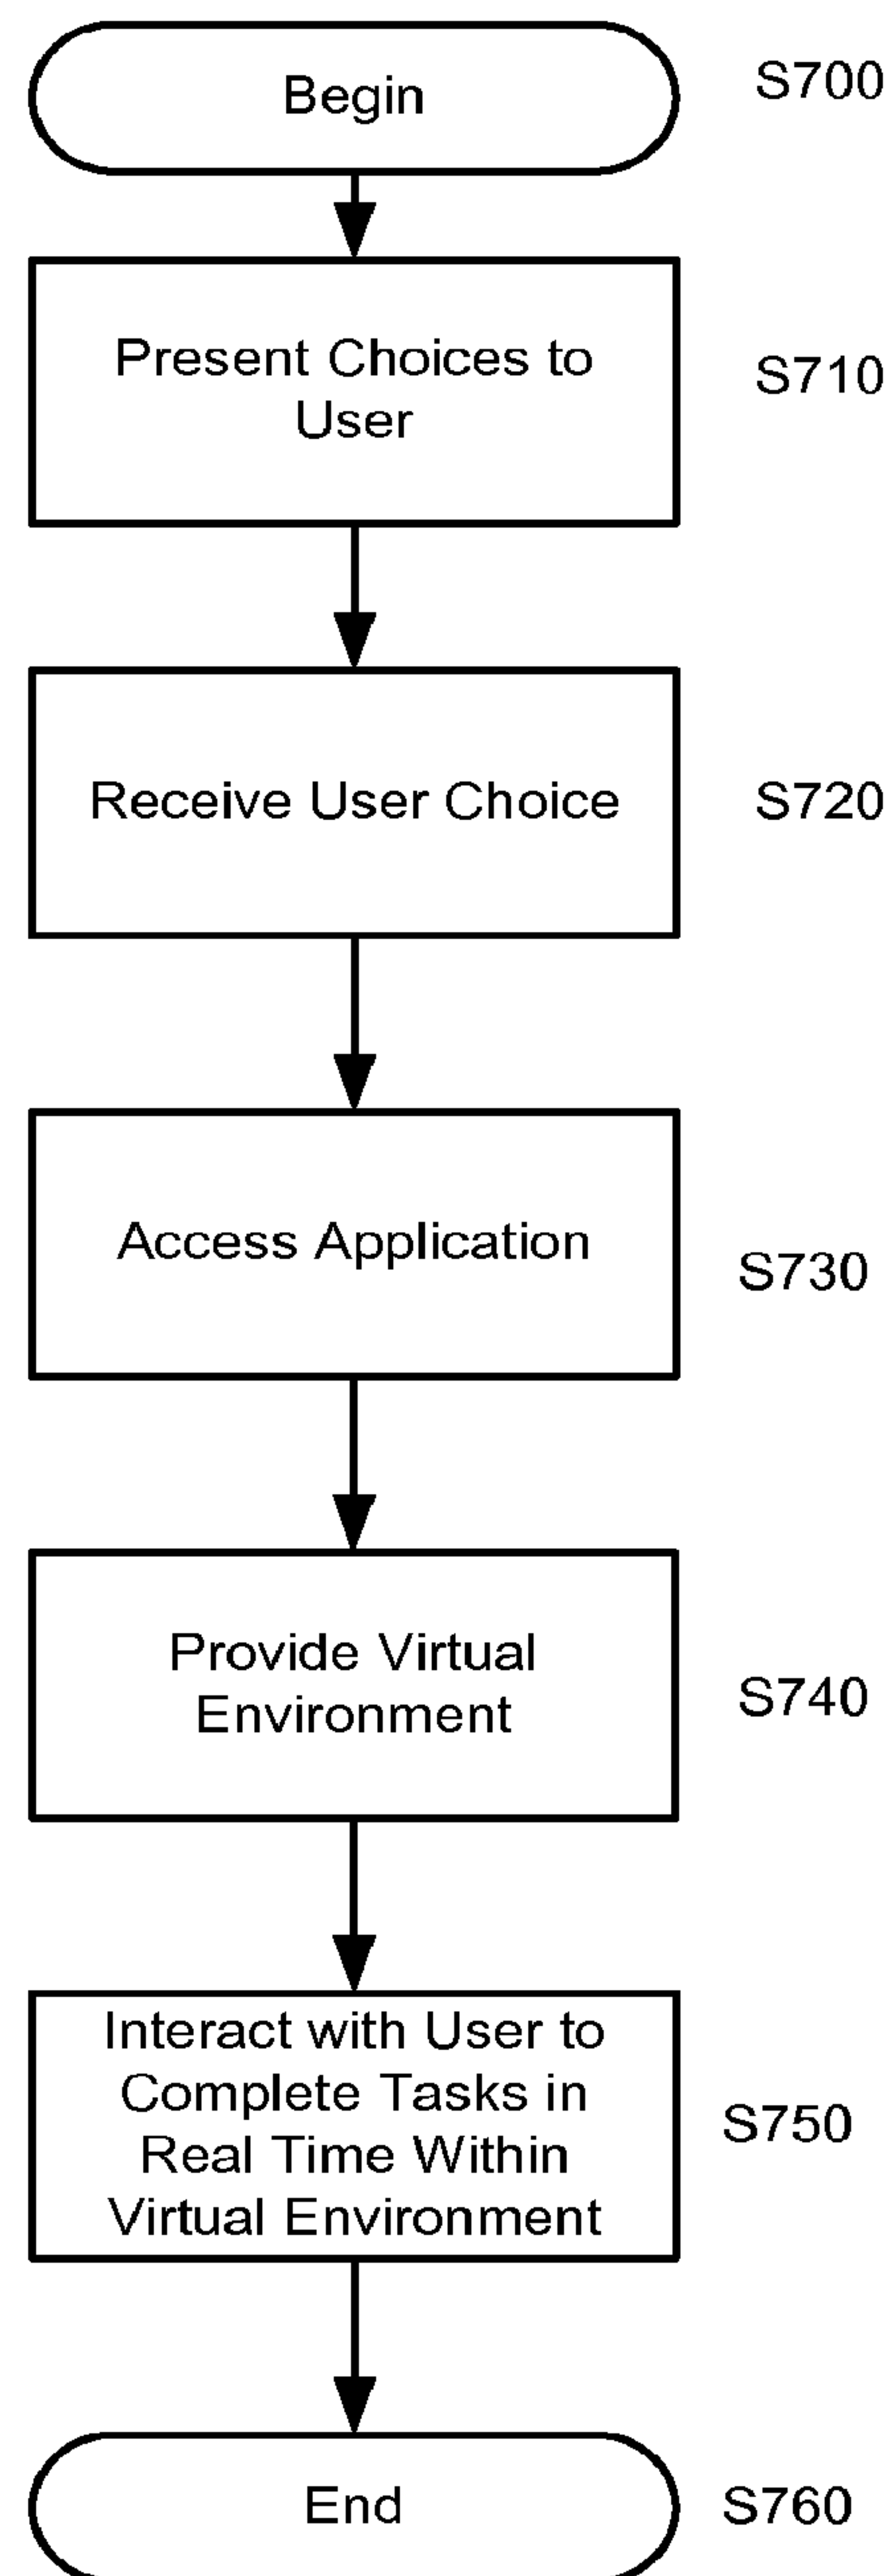 Begin
S700
Present Choices to
User
S710
Receive User Choice
S720
Access Application
S730
Provide Virtual
Environment
S740
Interact with User to
Complete Tasks in
Real Time Within
Virtual Environment
S750
End
S760